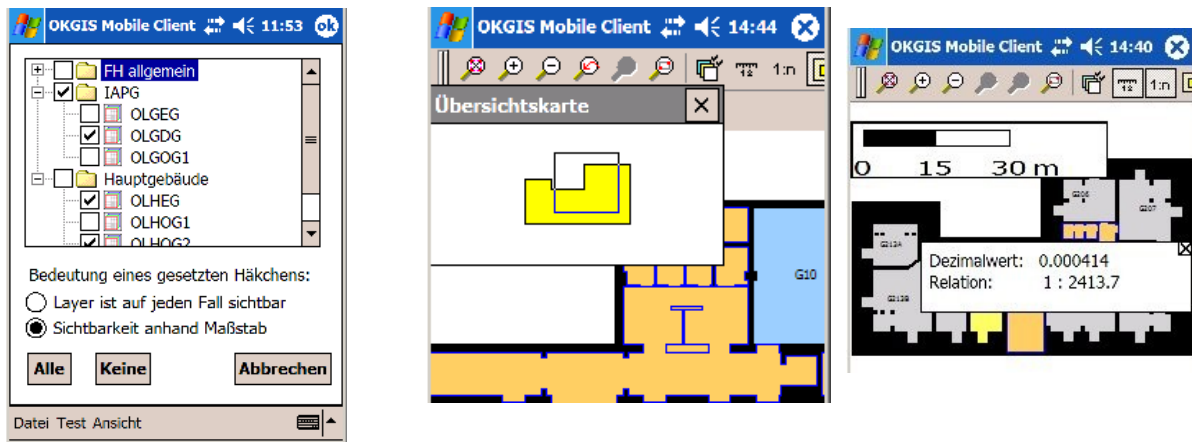 OKGIS Mobile Client 11:53 ok
FH allgemein
IAPG
OLGEG
OLGDG
OLGOG1
Hauptgebäude
OLHEG
OLHOG1
OLHOG2
Bedeutung eines gesetzten Häkchens:
Layer ist auf jeden Fall sichtbar
Sichtbarkeit anhand Maßstab
Alle Keine Abbrechen
Datei Test Ansicht
OKGIS Mobile Client 14:44
12 1:n
Übersichtskarte
G10
OKGIS Mobile Client 14:40
12 1:n
0 15 30 m
G206
G207
G213A
Dezimalwert: 0.000414
Relation: 1 : 2413.7
G213B